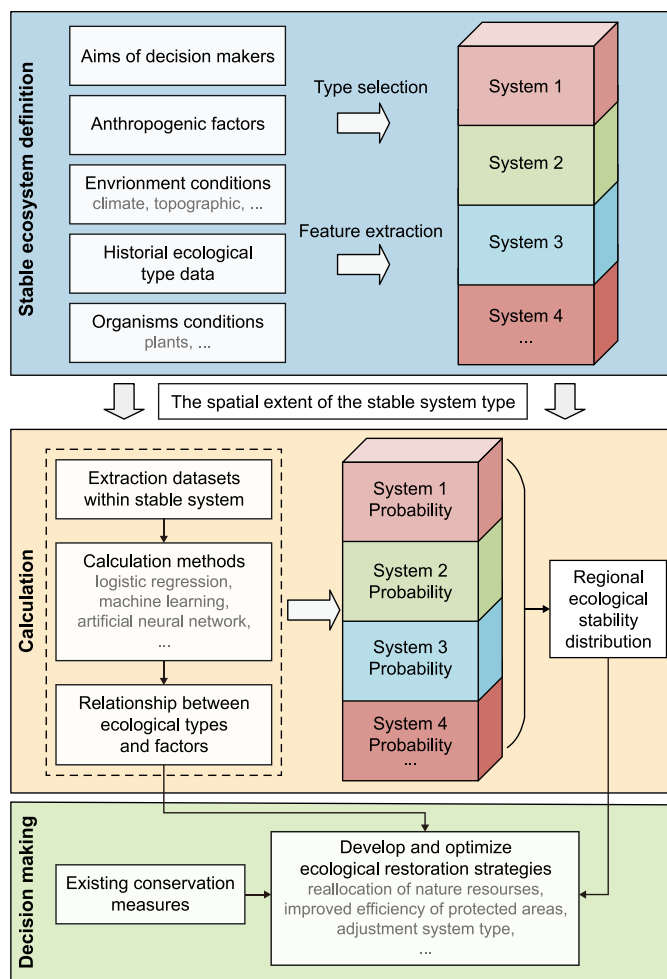 Stable ecosystem definition
Aims of decision makers
Anthropogenic factors
Envrionment conditions
climate, topographic, ...
Historial ecological
type data
Organisms conditions
plants, ...
Type selection
Feature extraction
System 1
System 2
System 3
System 4
...
The spatial extent of the stable system type
Calculation
Extraction datasets
within stable system
Calculation methods
logistic regression,
machine learning,
artificial neural network,
...
Relationship between
ecological types
and factors
System 1
Probability
System 2
Probability
System 3
Probability
System 4
Probability
...
Regional
ecological
stability
distribution
Decision making
Existing conservation
measures
Develop and optimize
ecological restoration strategies
reallocation of nature resourses,
improved efficiency of protected areas,
adjustment system type,
...